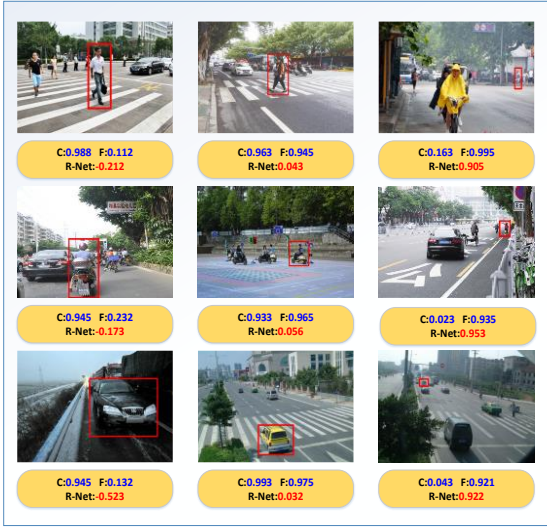 C:0.988 F:0.112
R-Net:-0.212
C:0.963 F:0.945
R-Net:0.043
C:0.163 F:0.995
R-Net:0.905
C:0.945 F:0.232
R-Net:-0.173
C:0.933 F:0.965
R-Net:0.056
C:0.023 F:0.935
R-Net:0.953
C:0.945 F:0.132
R-Net:-0.523
C:0.993 F:0.975
R-Net:0.032
C:0.043 F:0.921
R-Net:0.922